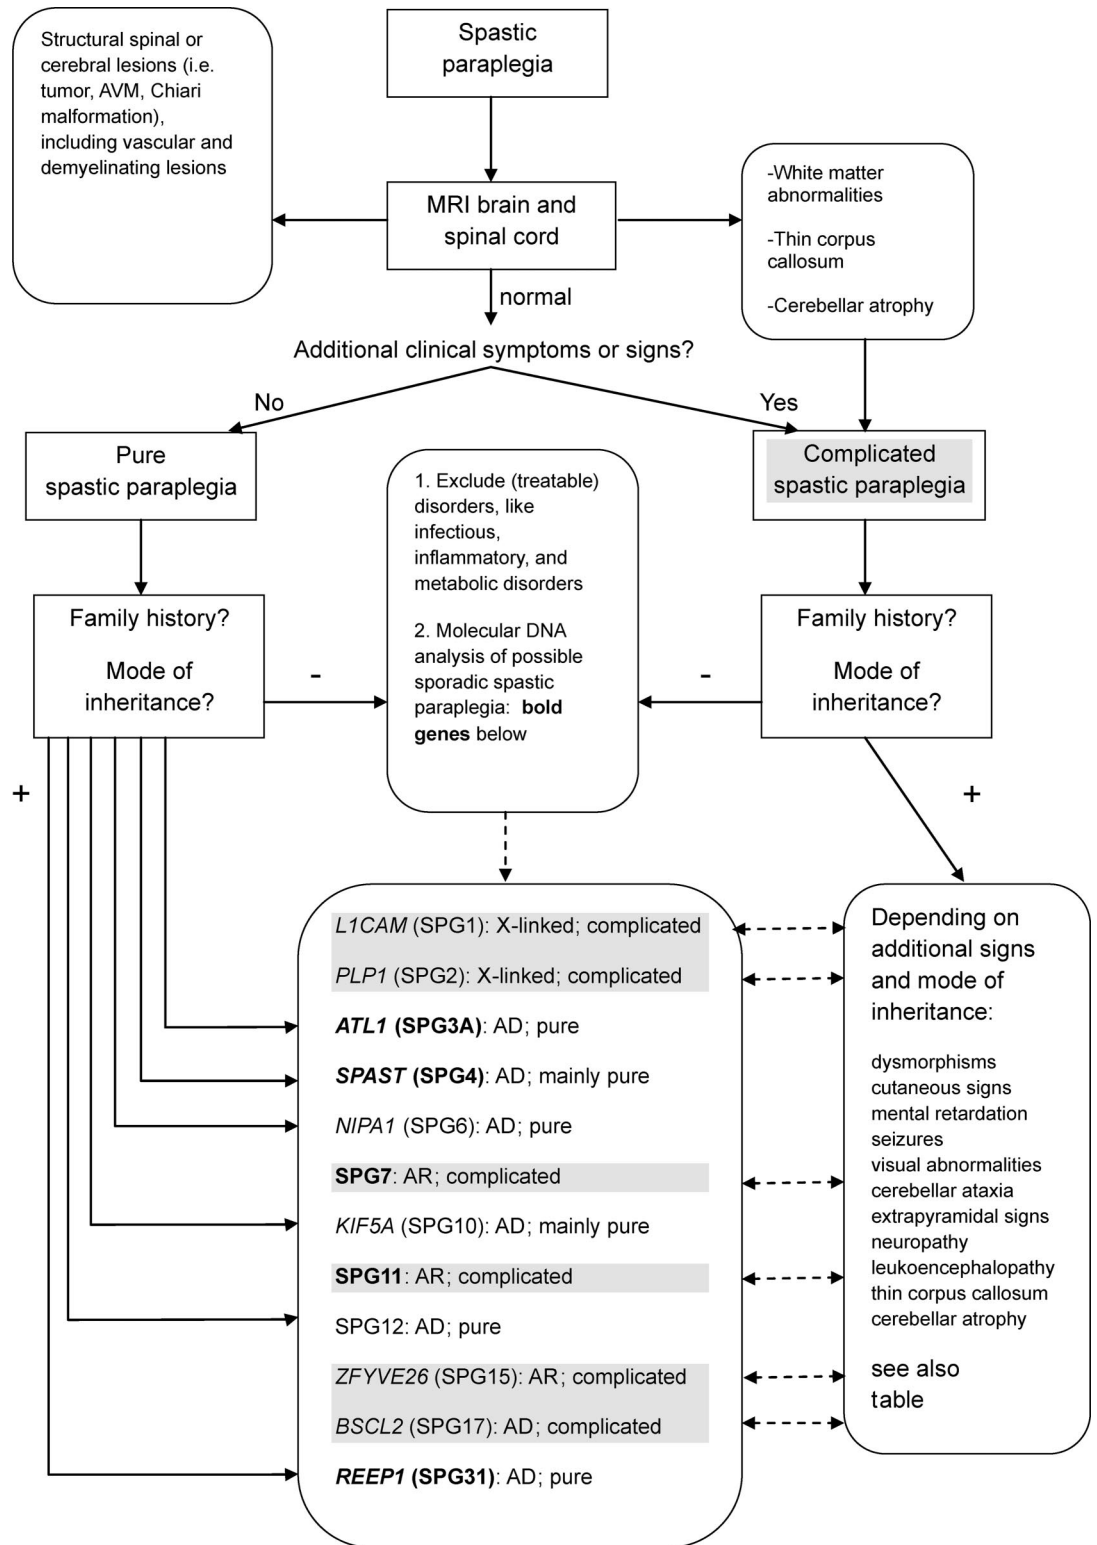 Structural spinal or
cerebral lesions (i.e.
tumor, AVM, Chiari
malformation),
including vascular and
demyelinating lesions
Spastic
paraplegia
MRI brain and
spinal cord
-White matter
abnormalities
-Thin corpus
callosum
-Cerebellar atrophy
normal
Additional clinical symptoms or signs?
No
Yes
Pure
spastic paraplegia
Complicated
spastic paraplegia
1. Exclude (treatable)
disorders, like
infectious,
inflammatory, and
metabolic disorders
2. Molecular DNA
analysis of possible
sporadic spastic
paraplegia: bold
genes below
Family history?
Mode of
inheritance?
-
Family history?
Mode of
inheritance?
-
+
+
L1CAM (SPG1): X-linked; complicated
PLP1 (SPG2): X-linked; complicated
ATL1 (SPG3A): AD; pure
SPAST (SPG4): AD; mainly pure
NIPA1 (SPG6): AD; pure
SPG7: AR; complicated
KIF5A (SPG10): AD; mainly pure
SPG11: AR; complicated
SPG12: AD; pure
ZFYVE26 (SPG15): AR; complicated
BSCL2 (SPG17): AD; complicated
REEP1 (SPG31): AD; pure
Depending on
additional signs
and mode of
inheritance:
dysmorphisms
cutaneous signs
mental retardation
seizures
visual abnormalities
cerebellar ataxia
extrapyramidal signs
neuropathy
leukoencephalopathy
thin corpus callosum
cerebellar atrophy
see also
table